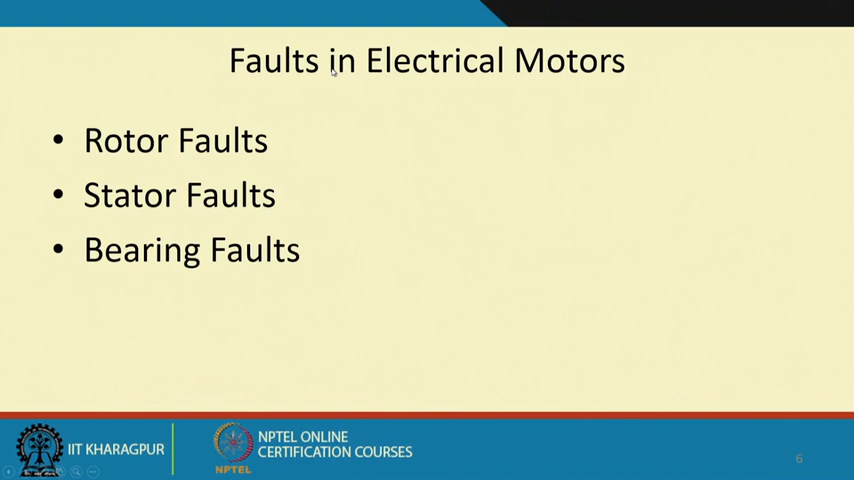 Faults in Electrical Motors
• Rotor Faults
• Stator Faults
• Bearing Faults
IIT KHARAGPUR
NPTEL ONLINE
CERTIFICATION COURSES
NPTEL
6